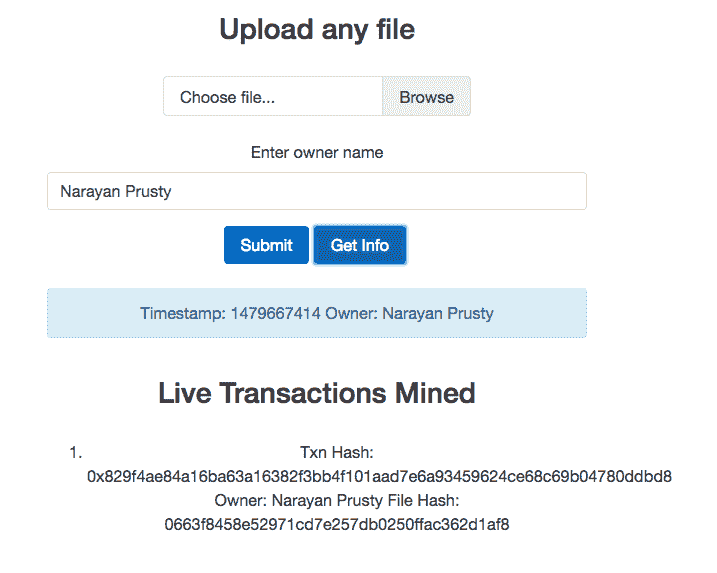 Upload any file
Choose file... Browse
Enter owner name
Narayan Prusty
Submit Get Info
Timestamp: 1479667414 Owner: Narayan Prusty
Live Transactions Mined
1. Txn Hash:
0x829f4ae84a16ba63a16382f3bb4f101aad7e6a93459624ce68c69b04780ddbd8
Owner: Narayan Prusty File Hash:
0663f8458e52971cd7e257db0250ffac362d1af8